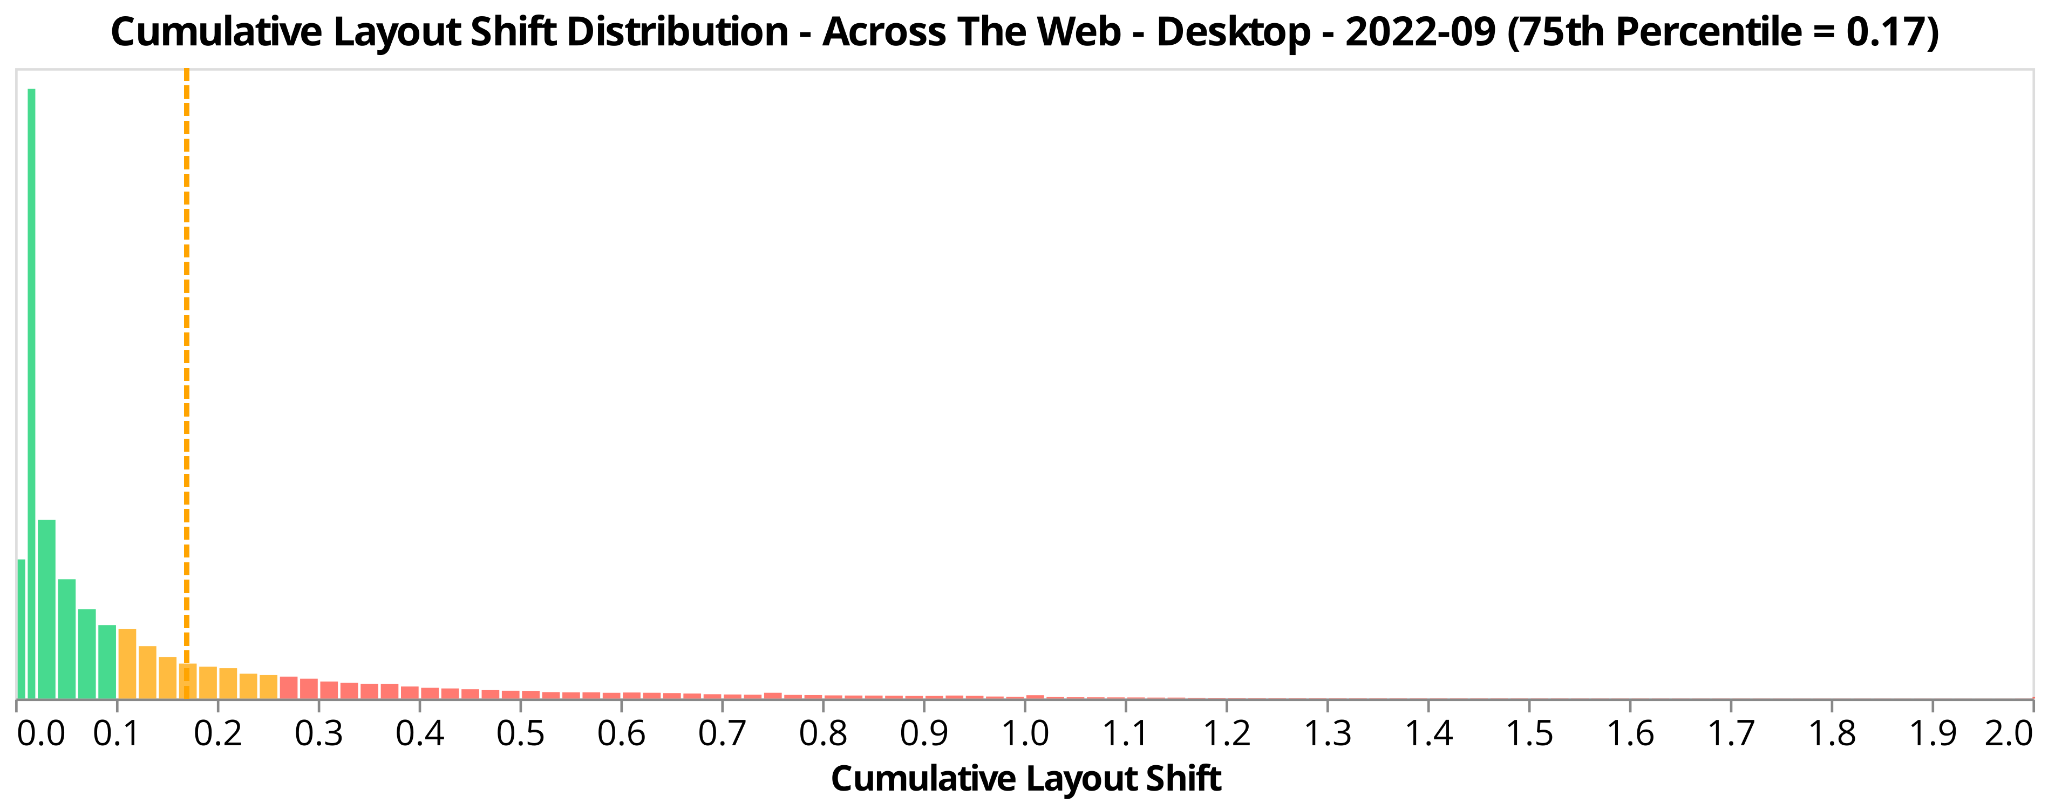 Cumulative Layout Shift Distribution - Across The Web - Desktop - 2022-09 (75th Percentile = 0.17)
0.0 0.1 0.2 0.3 0.4 0.5 0.6 0.7 0.8 0.9 1.0 1.1 1.2 1.3 1.4 1.5 1.6 1.7 1.8 1.9 2.0
Cumulative Layout Shift